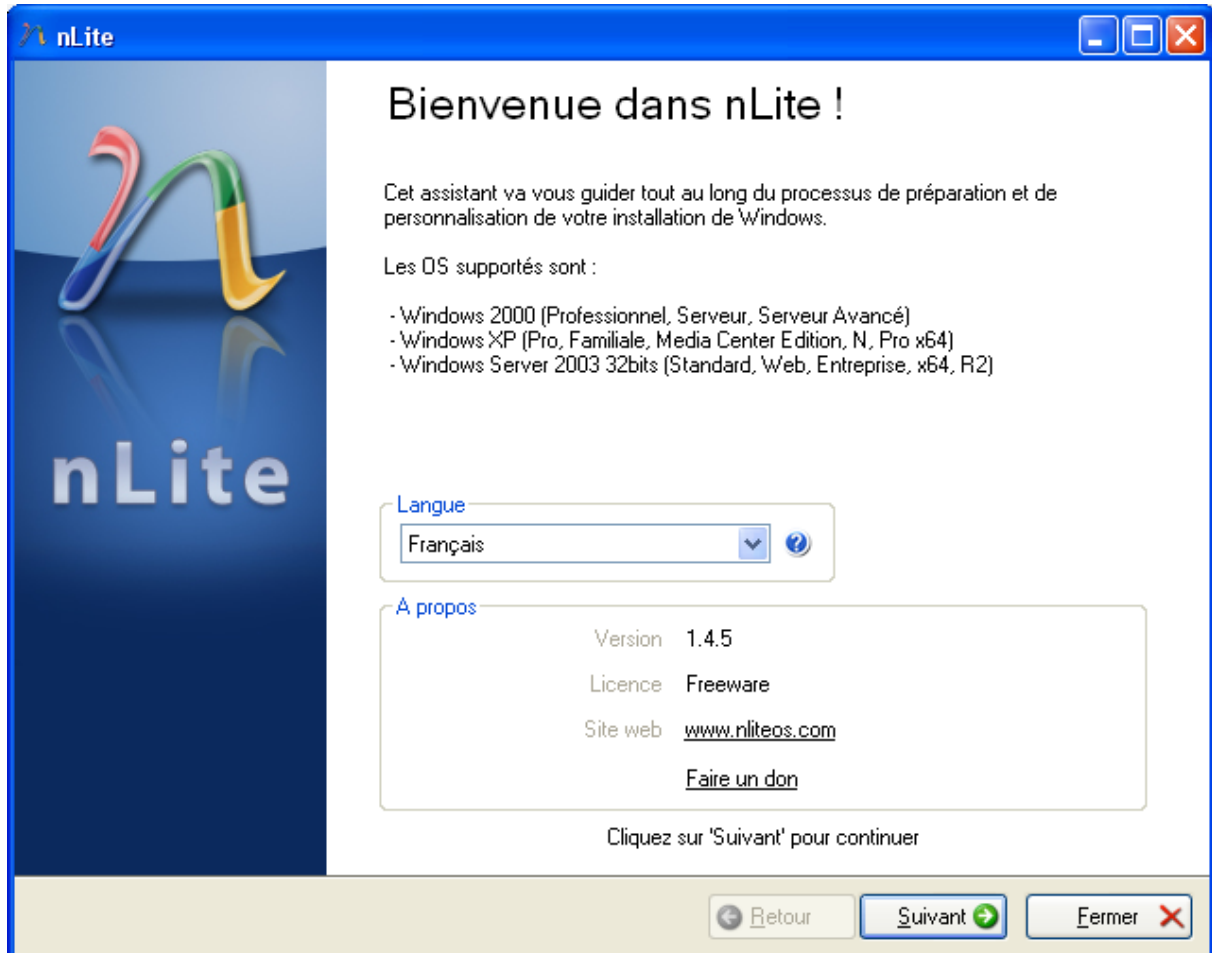 nLite
Bienvenue dans nLite !
Cet assistant va vous guider tout au long du processus de préparation et de
personnalisation de votre installation de Windows.
Les OS supportés sont :
- Windows 2000 (Professionnel, Serveur, Serveur Avancé)
- Windows XP (Pro, Familiale, Media Center Edition, N, Pro x64)
- Windows Server 2003 32bits (Standard, Web, Entreprise, x64, R2)
nLite
Langue
Français
A propos
Version 1.4.5
Licence Freeware
Site web www.nliteos.com
Faire un don
Cliquez sur 'Suivant' pour continuer
Retour Suivant Fermer